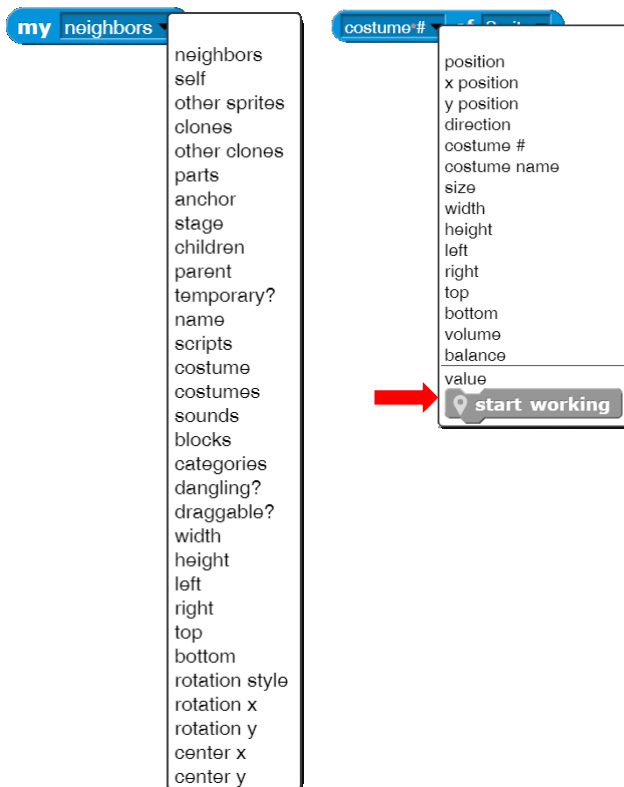 my neighbors
neighbors
self
other sprites
clones
other clones
parts
anchor
stage
children
parent
temporary?
name
scripts
costume
costumes
sounds
blocks
categories
dangling?
draggable?
width
height
left
right
top
bottom
rotation style
rotation x
rotation y
center x
center y
costume #
position
x position
y position
direction
costume #
costume name
size
width
height
left
right
top
bottom
volume
balance
value
start working